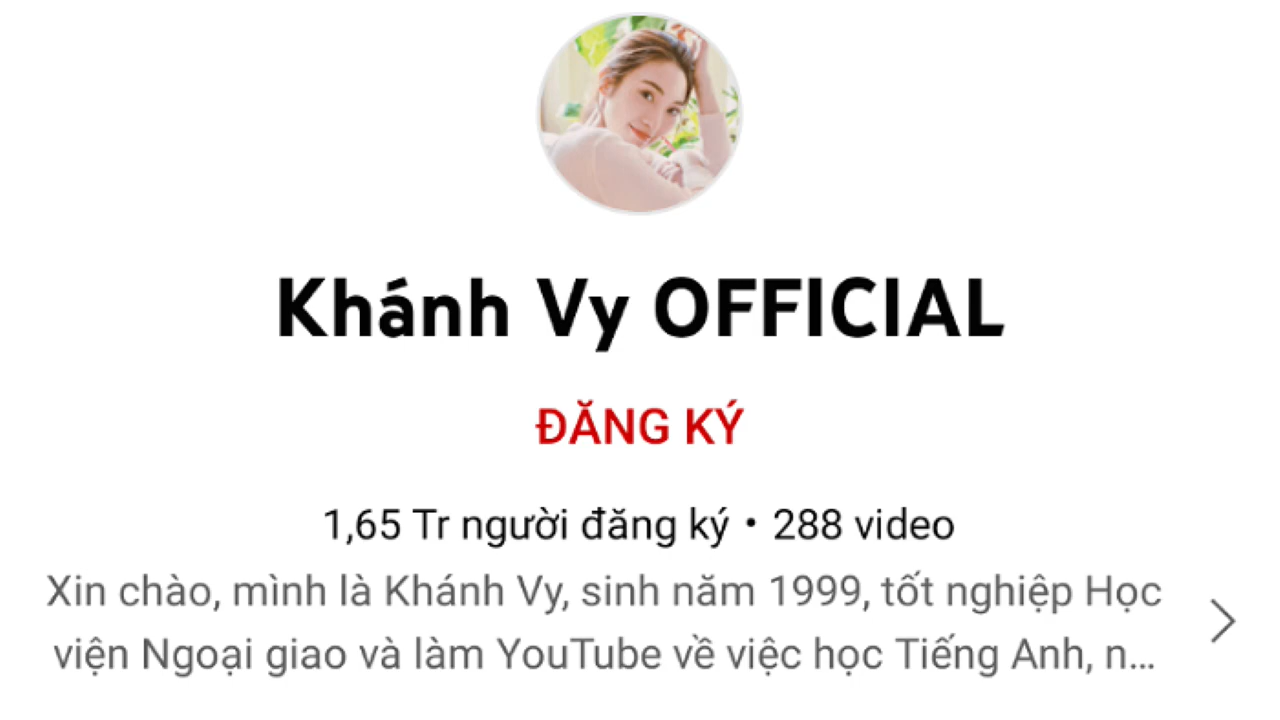 Khánh Vy OFFICIAL
ĐĂNG KÝ
1,65 Tr người đăng ký • 288 video
Xin chào, mình là Khánh Vy, sinh năm 1999, tốt nghiệp Học
viện Ngoại giao và làm YouTube về việc học Tiếng Anh, n...